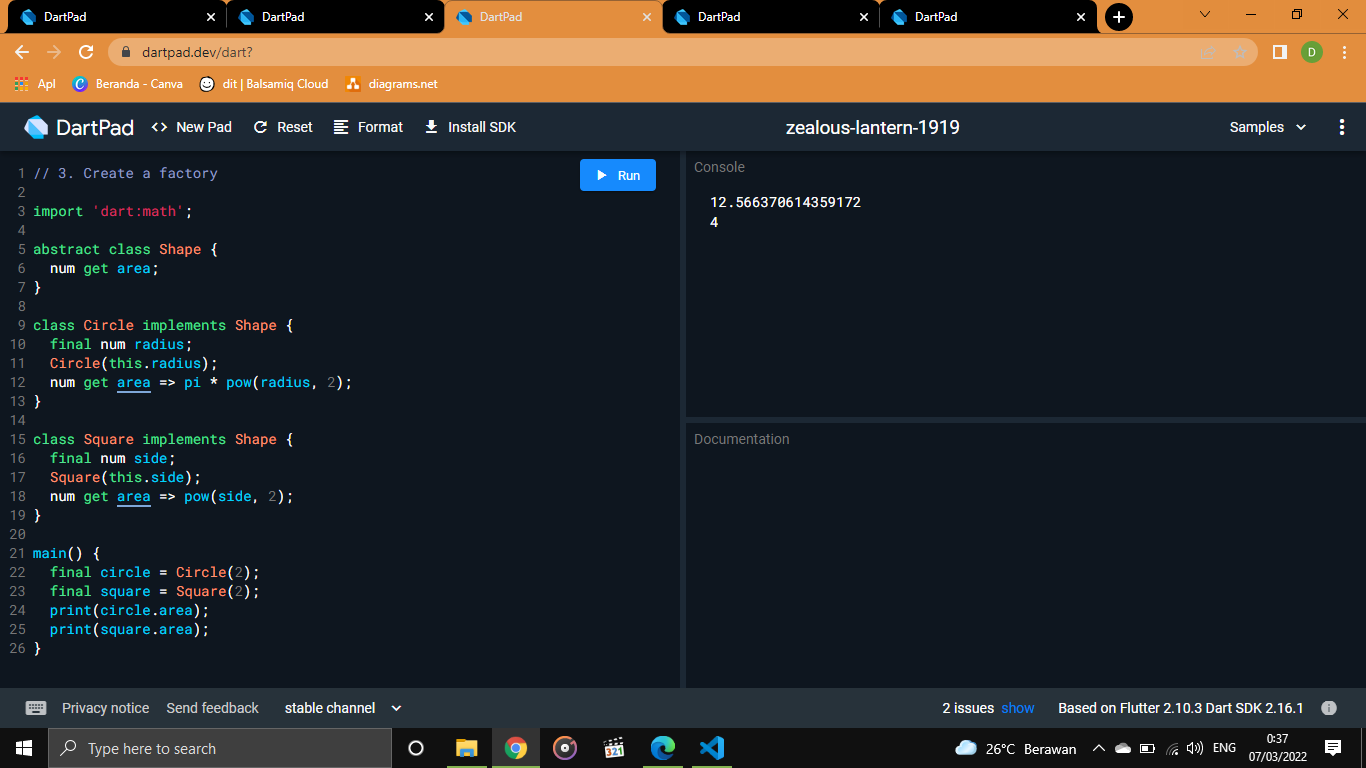 DartPad
DartPad
DartPad
DartPad
DartPad
dartpad.dev/dart?
D
Apl
Beranda - Canva
dit | Balsamiq Cloud
diagrams.net
DartPad
<> New Pad
Reset
Format
Install SDK
zealous-lantern-1919
Samples
1 // 3. Create a factory
2
3 import 'dart:math';
4
5 abstract class Shape {
6   num get area;
7 }
8
9 class Circle implements Shape {
10   final num radius;
11   Circle(this.radius);
12   num get area => pi * pow(radius, 2);
13 }
14
15 class Square implements Shape {
16   final num side;
17   Square(this.side);
18   num get area => pow(side, 2);
19 }
20
21 main() {
22   final circle = Circle(2);
23   final square = Square(2);
24   print(circle.area);
25   print(square.area);
26 }
Run
Console
12.566370614359172
4
Documentation
Privacy notice
Send feedback
stable channel
2 issues show
Based on Flutter 2.10.3 Dart SDK 2.16.1
Type here to search
321
26°C Berawan
ENG
0:37
07/03/2022